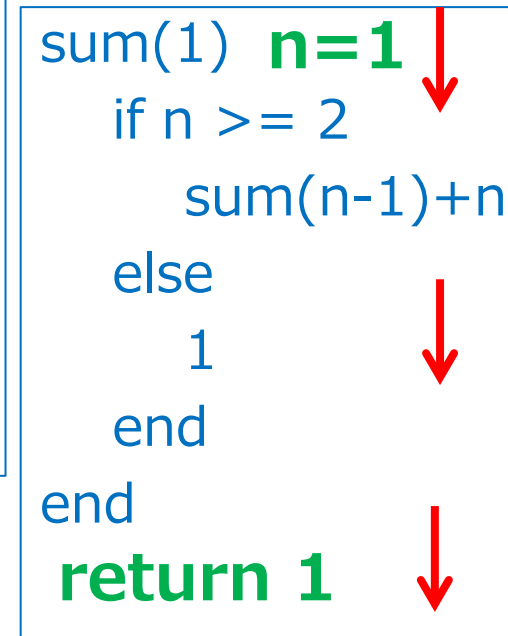 sum(1) n=1
if n >= 2
sum(n-1)+n
else
1
end
end
return 1